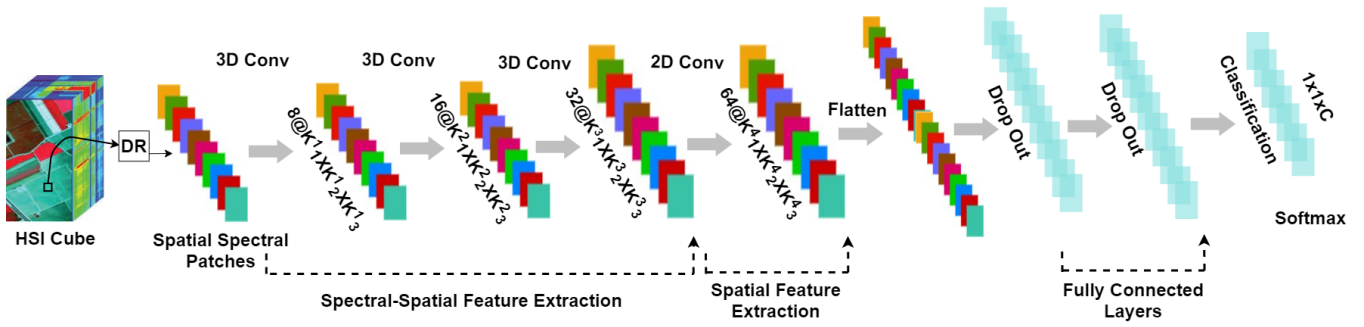 3D Conv
3D Conv
3D Conv
2D Conv
Flatten
DR
8@K¹₁XK¹₂XK¹₃
16@K²₁XK²₂XK²₃
32@K³₁XK³₂XK³₃
64@K⁴₁XK⁴₂XK⁴₃
Drop Out
Drop Out
Classification
1x1xC
HSI Cube
Spatial Spectral
Patches
Softmax
Spectral-Spatial Feature Extraction
Spatial Feature
Extraction
Fully Connected
Layers